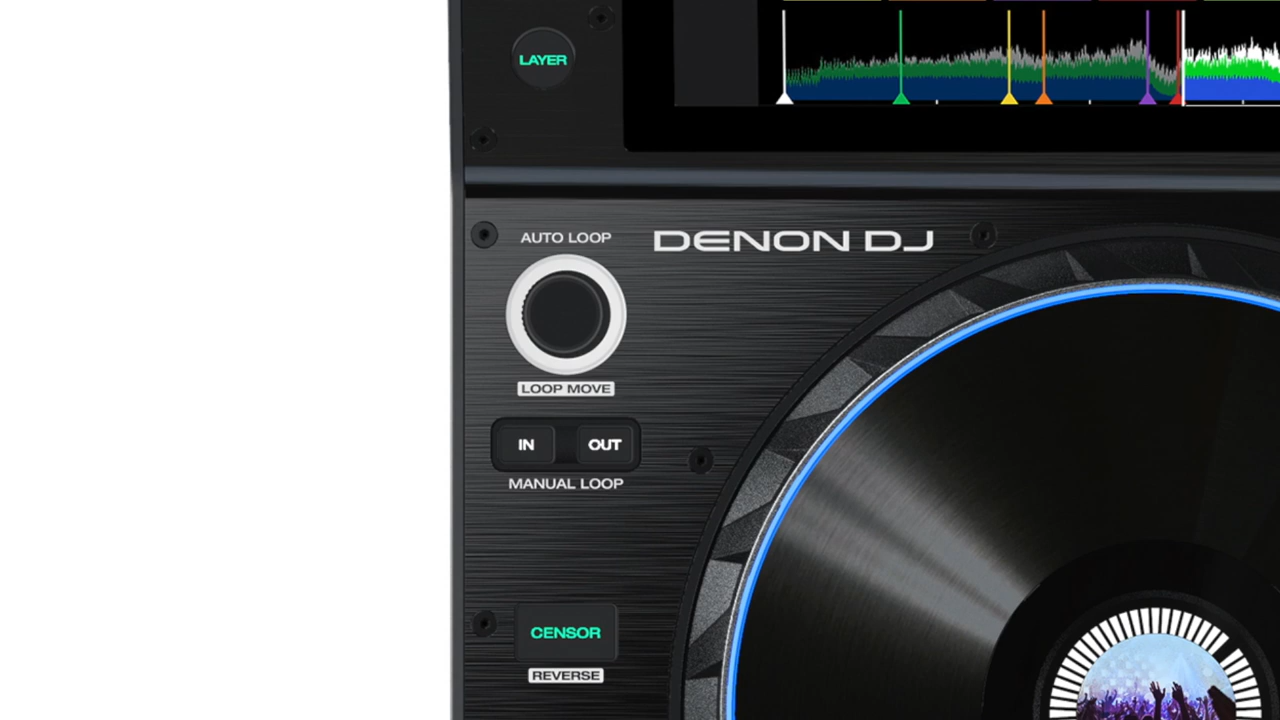 LAYER
AUTO LOOP
DENON DJ
LOOP MOVE
IN
OUT
MANUAL LOOP
CENSOR
REVERSE